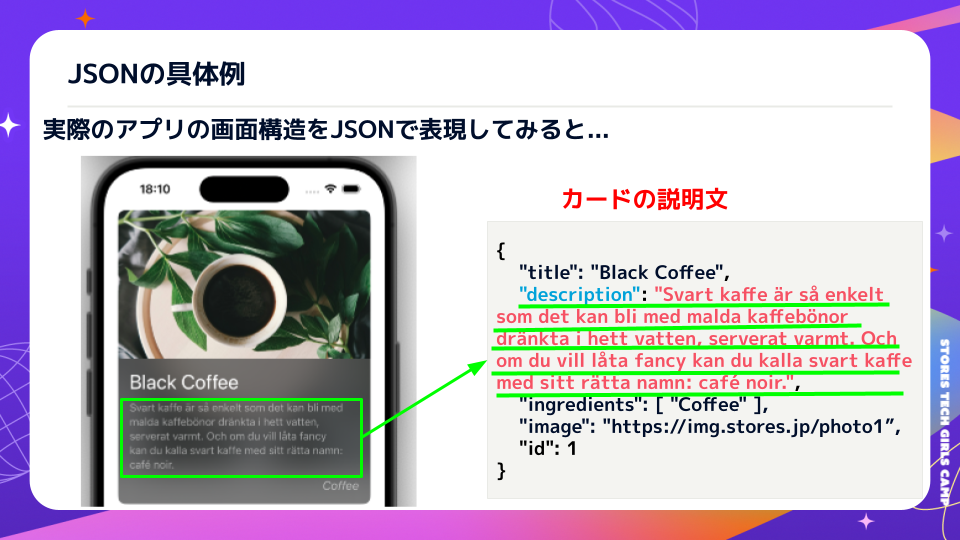 JSONの具体例
実際のアプリの画面構造をJSONで表現してみると...
18:10
Black Coffee
Svart kaffe är så enkelt som det kan bli med
malda kaffebönor dränkta i hett vatten,
serverat varmt. Och om du vill låta fancy
kan du kalla svart kaffe med sitt rätta namn:
café noir.
Coffee
カードの説明文
{
"title": "Black Coffee",
"description": "Svart kaffe är så enkelt
som det kan bli med malda kaffebönor
dränkta i hett vatten, serverat varmt. Och
om du vill låta fancy kan du kalla svart kaffe
med sitt rätta namn: café noir.",
"ingredients": [ "Coffee" ],
"image": "https://img.stores.jp/photo1”,
"id": 1
}
STORES TECH GIRLS CAMP